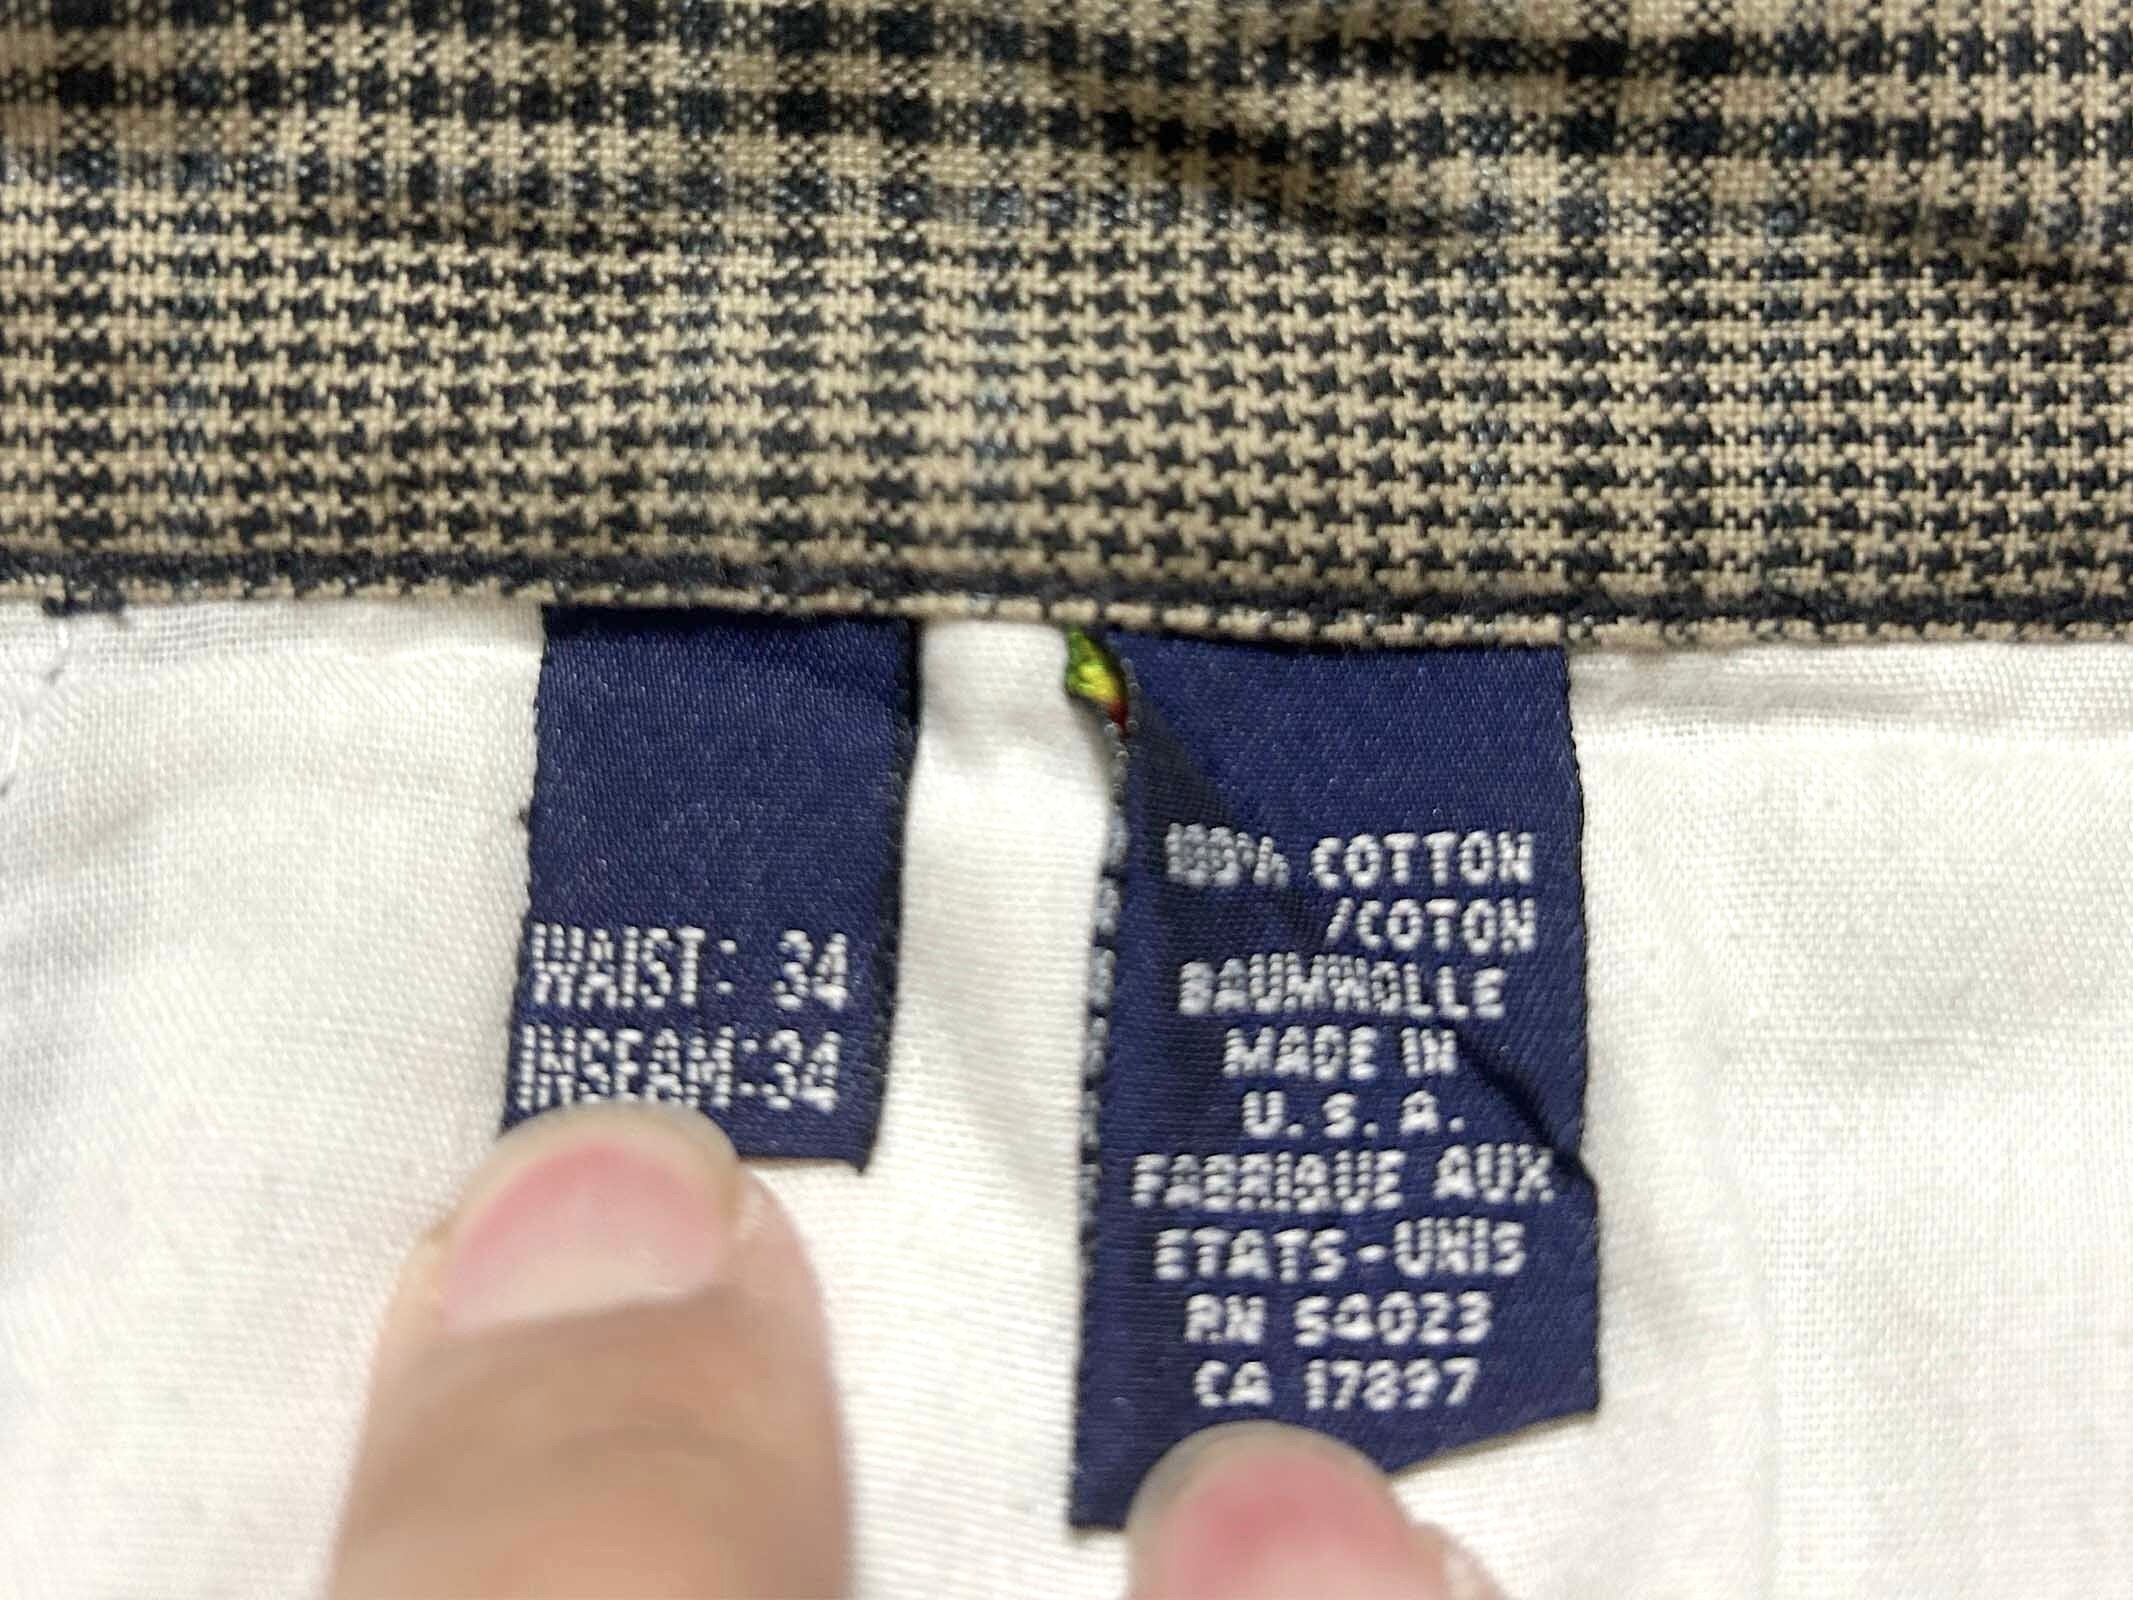 WAIST: 34
INSEAM:34
100% COTTON
/COTON
BAUMWOLLE
MADE IN
U.S.A.
FABRIQUE AUX
ETATS-UNIS
RN 54023
CA 17897